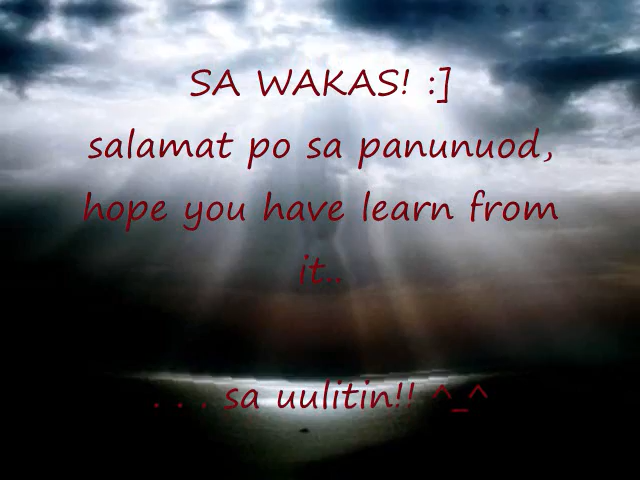 SA WAKAS! :]
salamat po sa panunuod,
hope you have learn from
it..
. . . sa uulitin!! ^_^